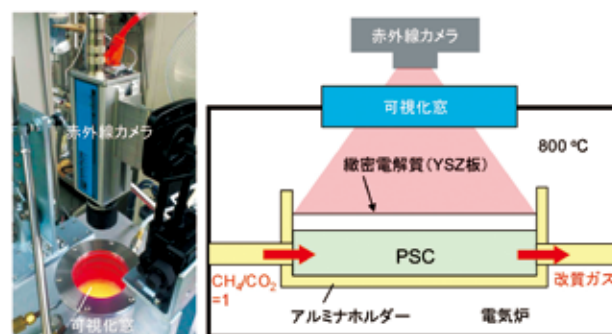 赤外線カメラ
可視化窓
赤外線カメラ
可視化窓
800 ℃
緻密電解質（YSZ板）
PSC
CH₄/CO₂
=1
改質ガス
アルミナホルダー
電気炉